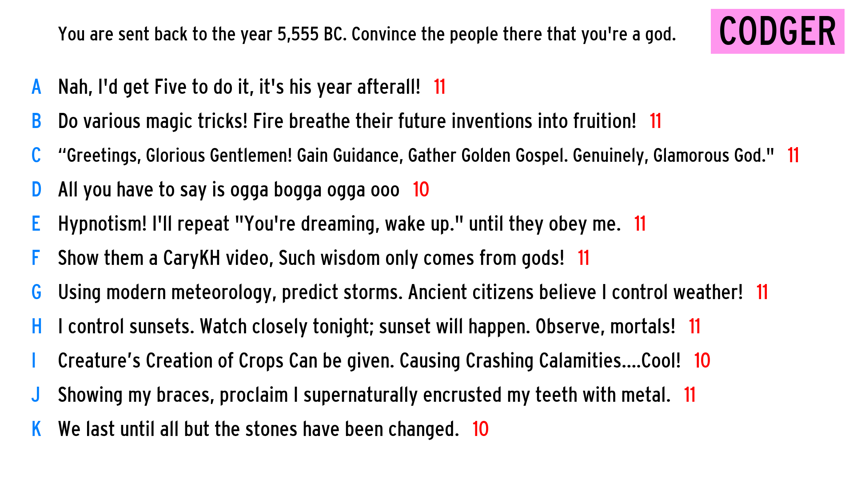 You are sent back to the year 5,555 BC. Convince the people there that you're a god.
CODGER
A Nah, I'd get Five to do it, it's his year afterall! 11
B Do various magic tricks! Fire breathe their future inventions into fruition! 11
C “Greetings, Glorious Gentlemen! Gain Guidance, Gather Golden Gospel. Genuinely, Glamorous God." 11
D All you have to say is ogga bogga ogga ooo 10
E Hypnotism! I'll repeat "You're dreaming, wake up." until they obey me. 11
F Show them a CaryKH video, Such wisdom only comes from gods! 11
G Using modern meteorology, predict storms. Ancient citizens believe I control weather! 11
H I control sunsets. Watch closely tonight; sunset will happen. Observe, mortals! 11
I Creature’s Creation of Crops Can be given. Causing Crashing Calamities....Cool! 10
J Showing my braces, proclaim I supernaturally encrusted my teeth with metal. 11
K We last until all but the stones have been changed. 10